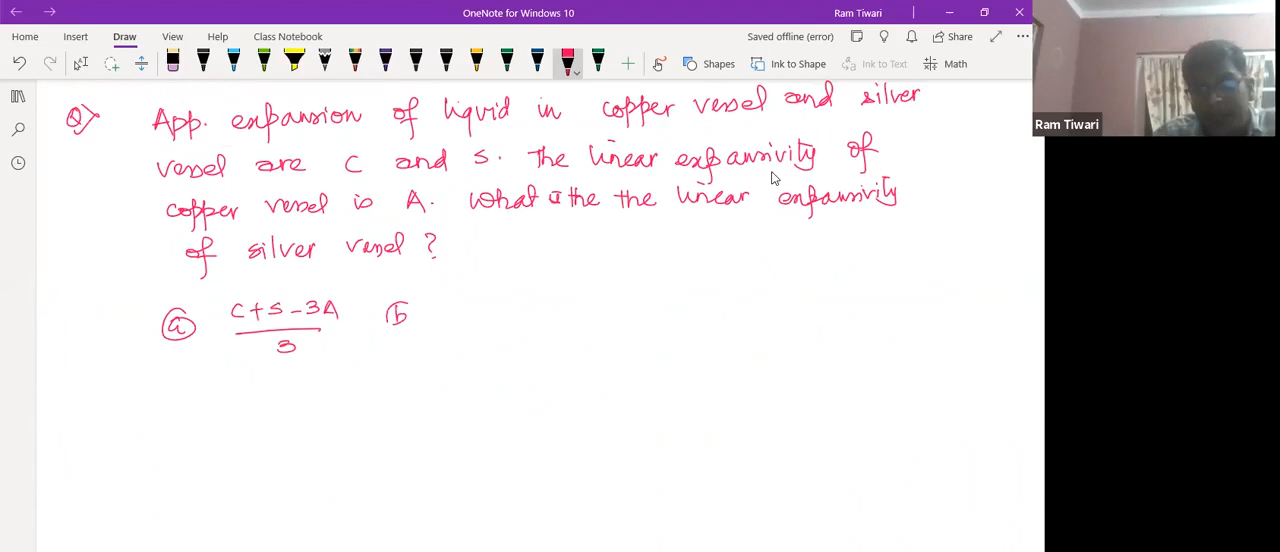 OneNote for Windows 10
Ram Tiwari
Home Insert Draw View Help Class Notebook
Saved offline (error) Share
Shapes Ink to Shape Ink to Text Math
Ram Tiwari
Q) App. expansion of liquid in copper vessel and silver
vessel are C and S. The linear expansivity of
copper vessel is A. What is the the linear expansivity
of silver vessel ?
(a) C+S-3A / 3 (b)